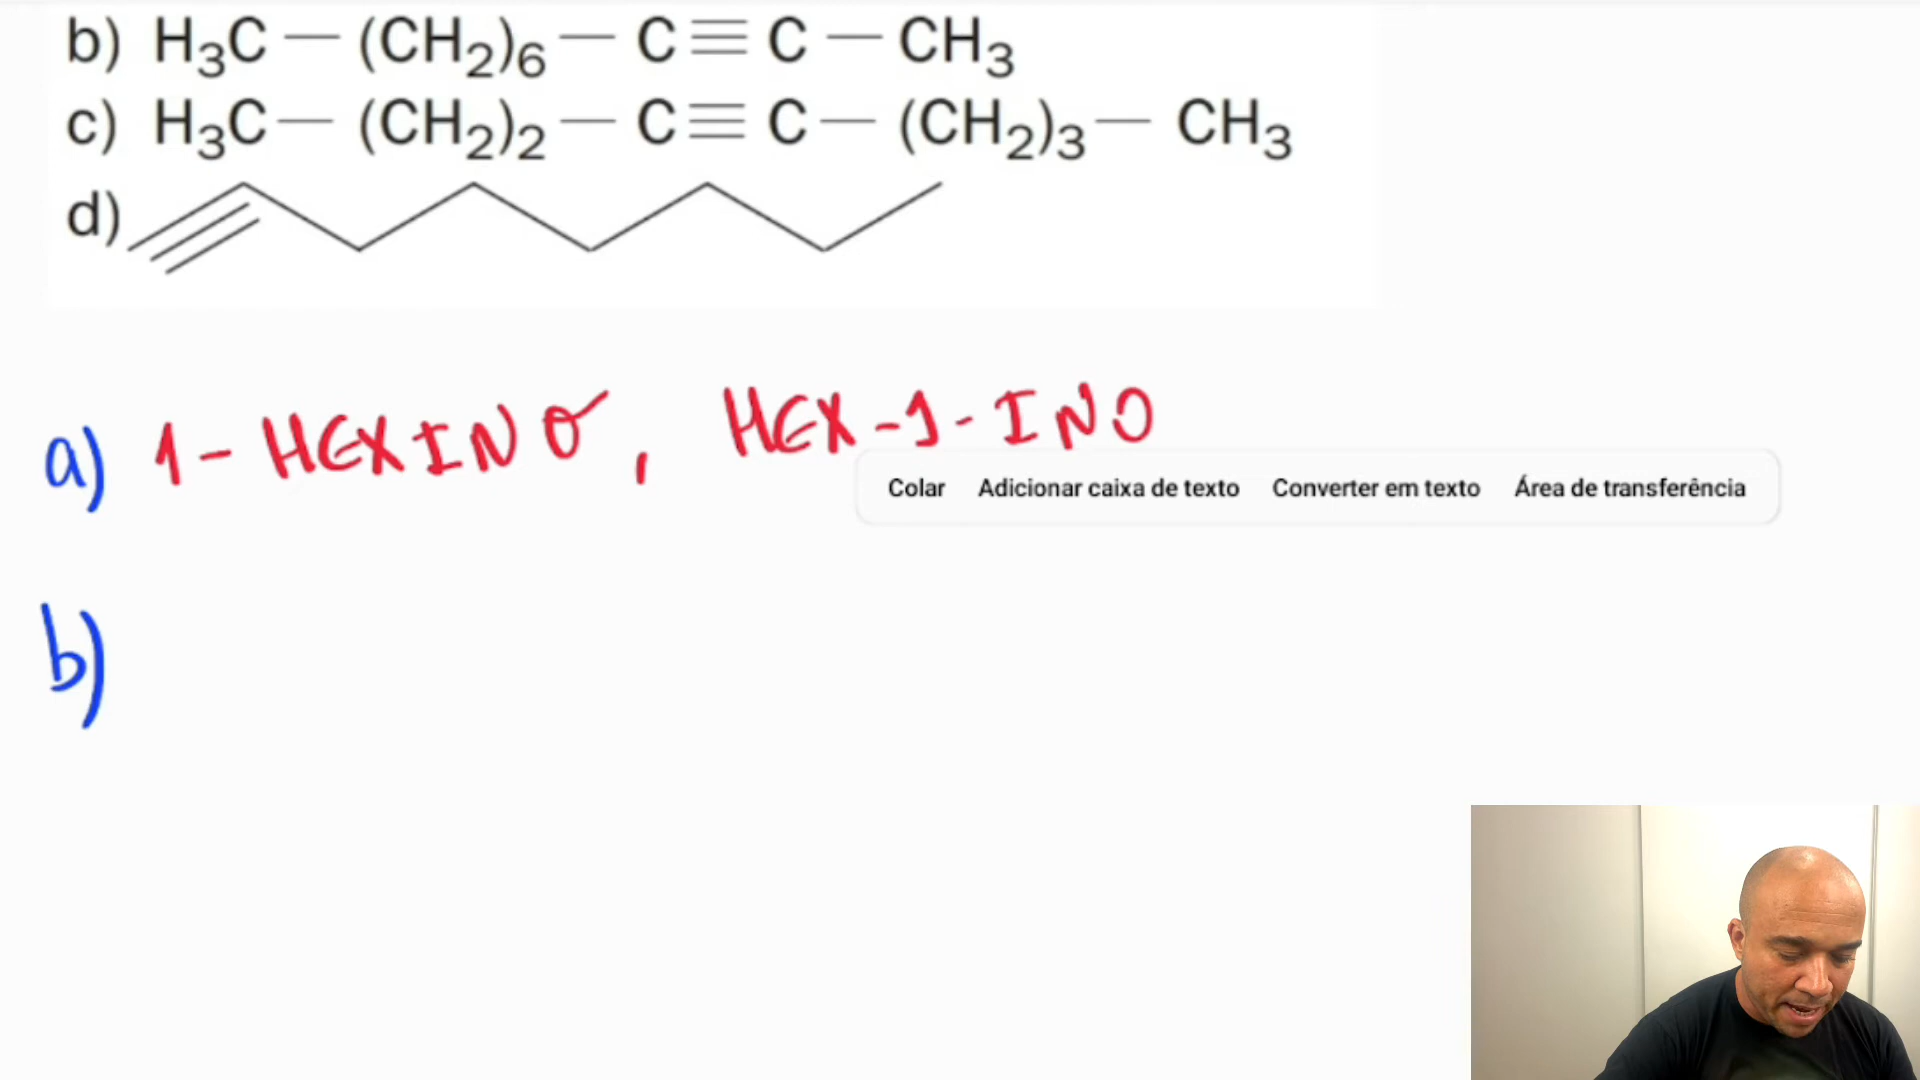 b) H₃C — (CH₂)₆ — C ≡ C — CH₃
c) H₃C — (CH₂)₂ — C ≡ C — (CH₂)₃ — CH₃
d)
a) 1 - HEXINO , HEX - 1 - INO
Colar Adicionar caixa de texto Converter em texto Área de transferência
b)